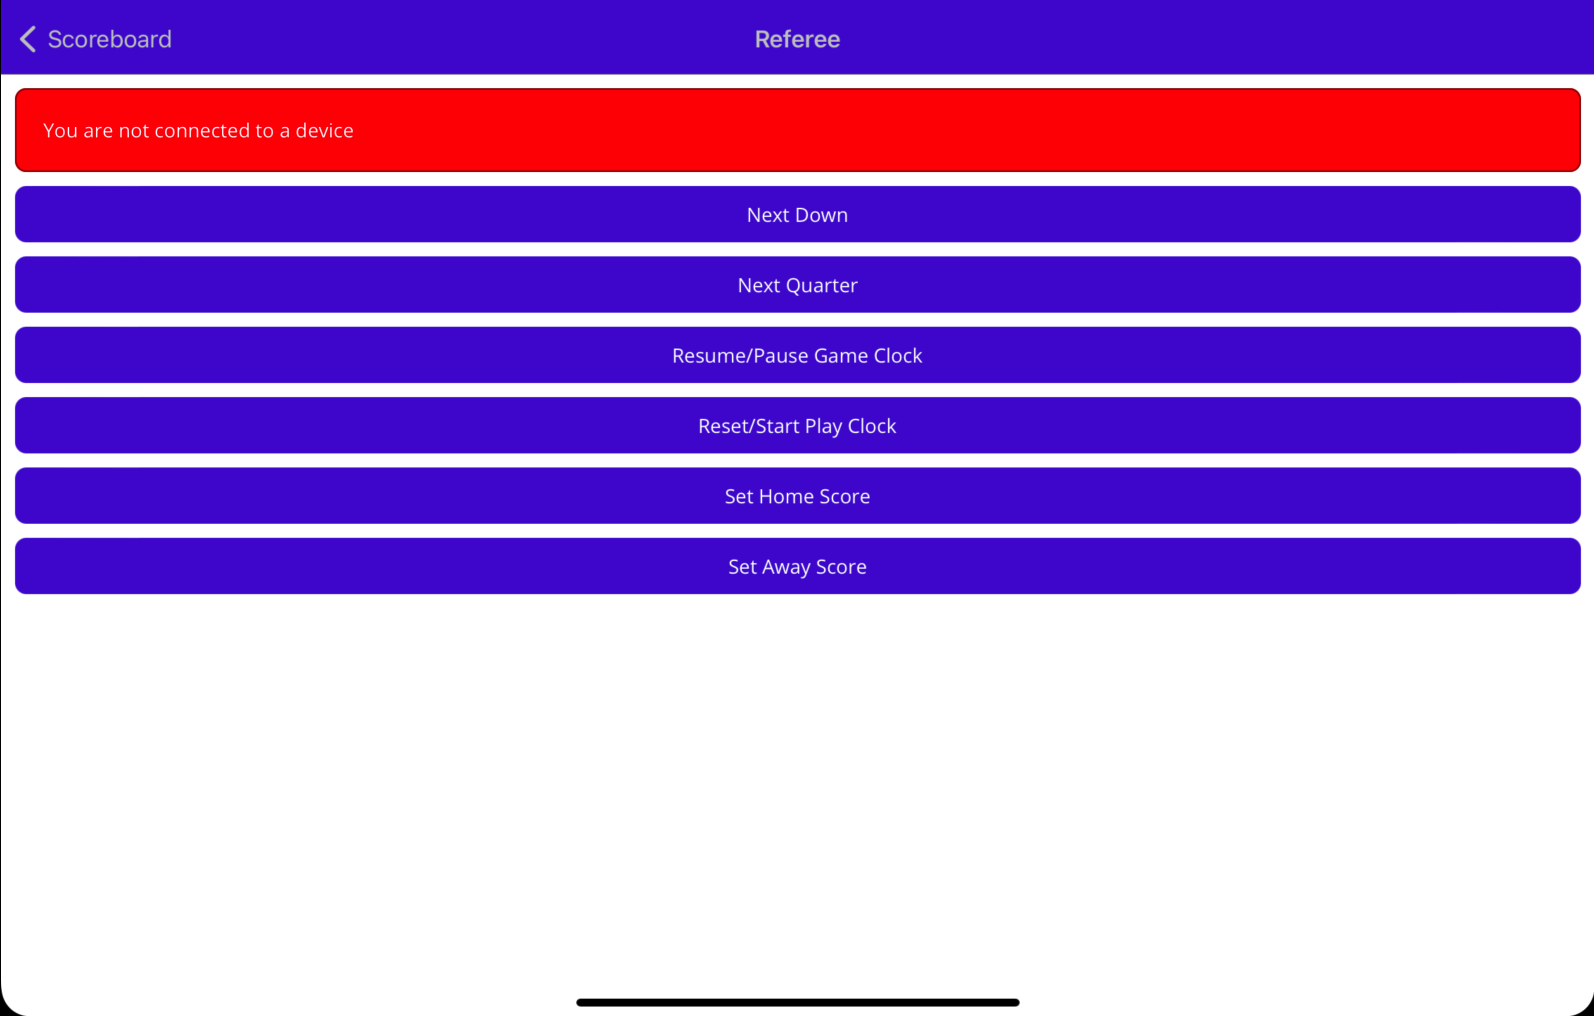 Scoreboard
Referee
You are not connected to a device
Next Down
Next Quarter
Resume/Pause Game Clock
Reset/Start Play Clock
Set Home Score
Set Away Score